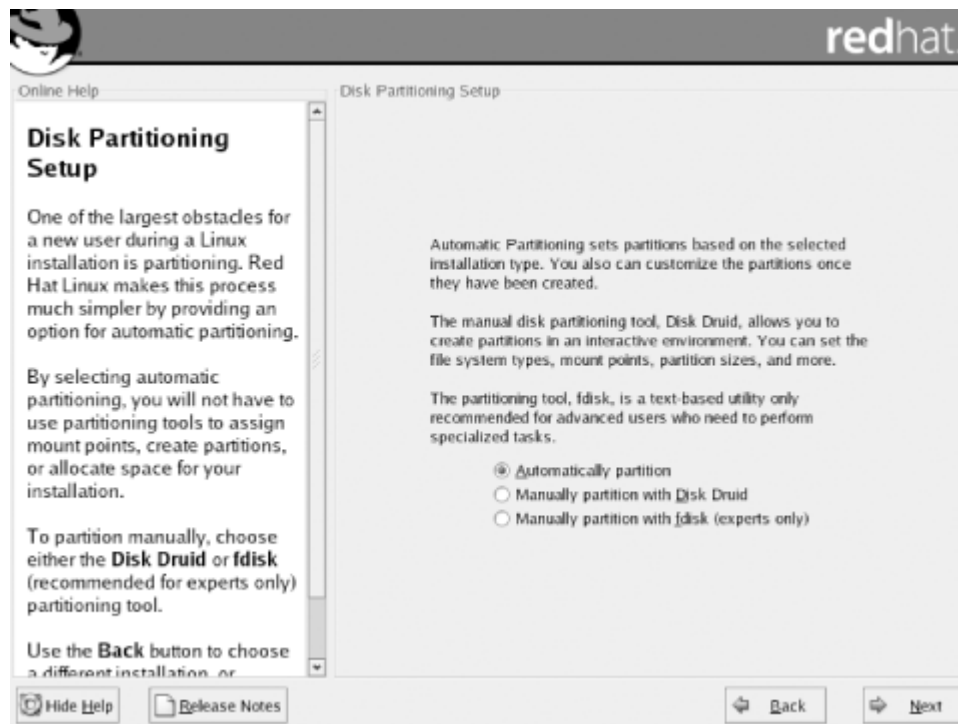 redhat.
Online Help
Disk Partitioning
Setup
One of the largest obstacles for
a new user during a Linux
installation is partitioning. Red
Hat Linux makes this process
much simpler by providing an
option for automatic partitioning.
By selecting automatic
partitioning, you will not have to
use partitioning tools to assign
mount points, create partitions,
or allocate space for your
installation.
To partition manually, choose
either the Disk Druid or fdisk
(recommended for experts only)
partitioning tool.
Use the Back button to choose
a different installation, or
Disk Partitioning Setup
Automatic Partitioning sets partitions based on the selected
installation type. You also can customize the partitions once
they have been created.
The manual disk partitioning tool, Disk Druid, allows you to
create partitions in an interactive environment. You can set the
file system types, mount points, partition sizes, and more.
The partitioning tool, fdisk, is a text-based utility only
recommended for advanced users who need to perform
specialized tasks.
Automatically partition
Manually partition with Disk Druid
Manually partition with fdisk (experts only)
Hide Help
Release Notes
Back
Next